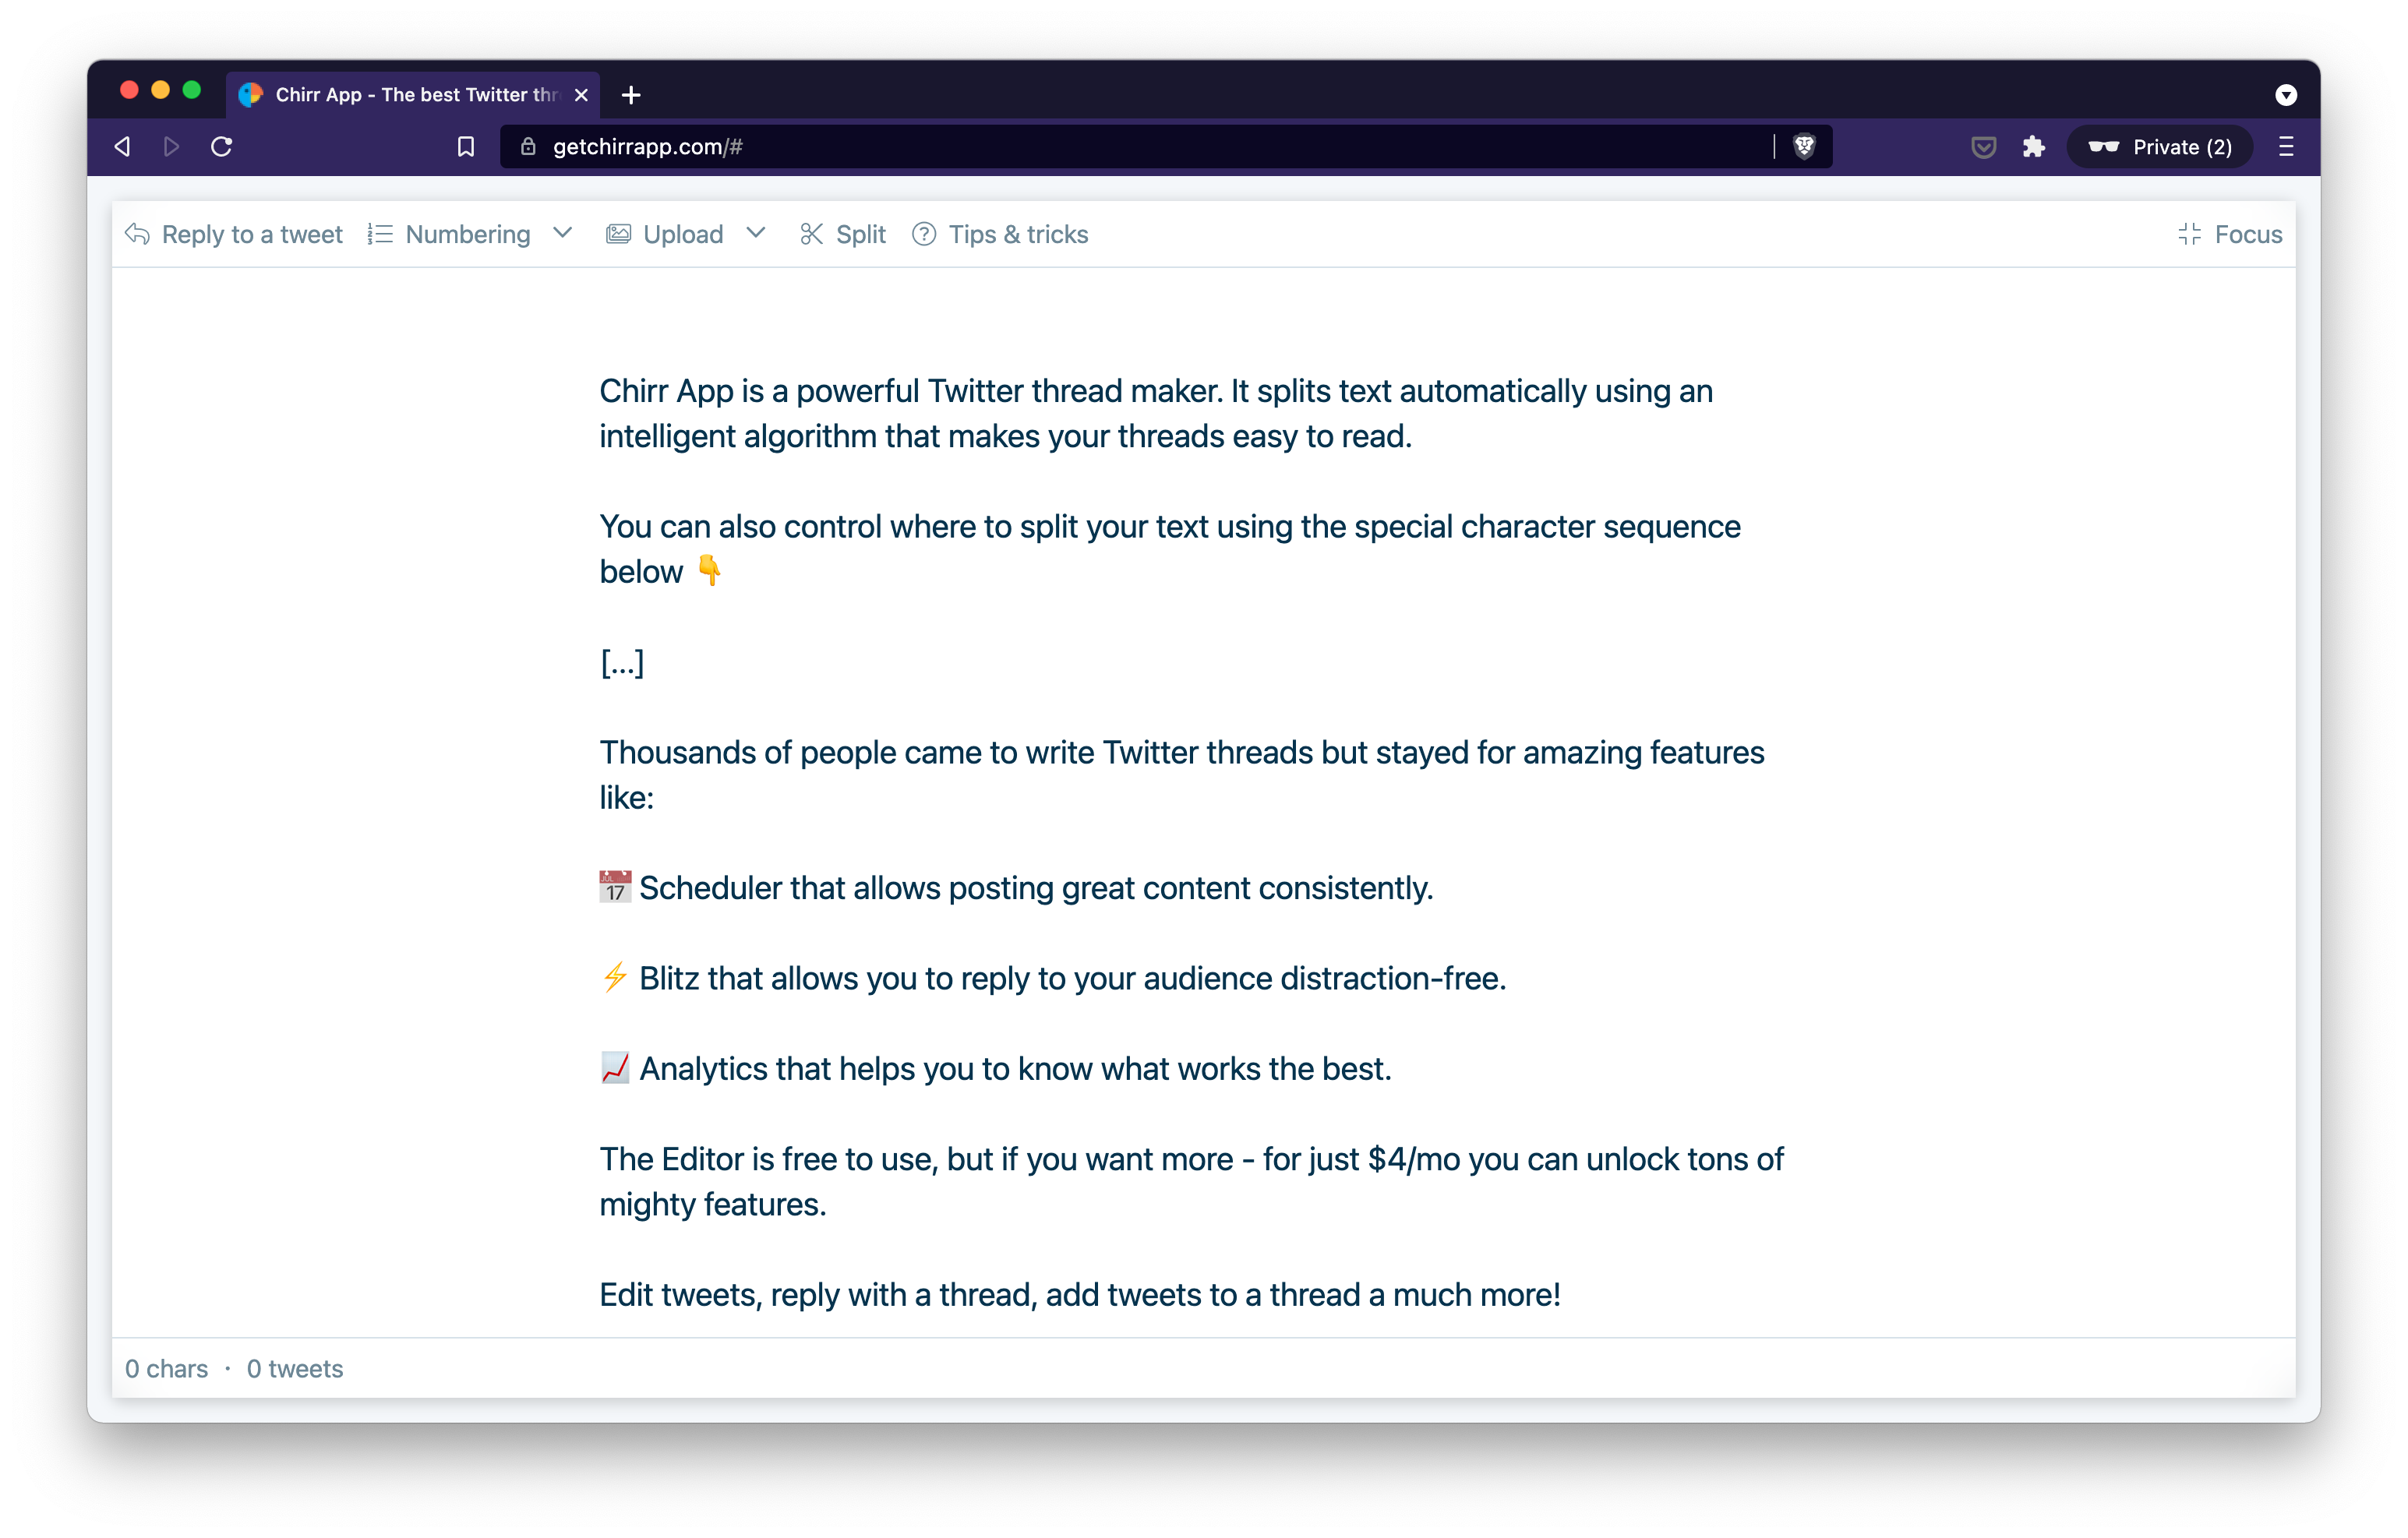 Chirr App - The best Twitter thr
getchirrapp.com/#
Private (2)
Reply to a tweet Numbering Upload Split Tips & tricks Focus
Chirr App is a powerful Twitter thread maker. It splits text automatically using an
intelligent algorithm that makes your threads easy to read.
You can also control where to split your text using the special character sequence
below 👇
[...]
Thousands of people came to write Twitter threads but stayed for amazing features
like:
📅 Scheduler that allows posting great content consistently.
⚡ Blitz that allows you to reply to your audience distraction-free.
📈 Analytics that helps you to know what works the best.
The Editor is free to use, but if you want more - for just $4/mo you can unlock tons of
mighty features.
Edit tweets, reply with a thread, add tweets to a thread a much more!
0 chars · 0 tweets